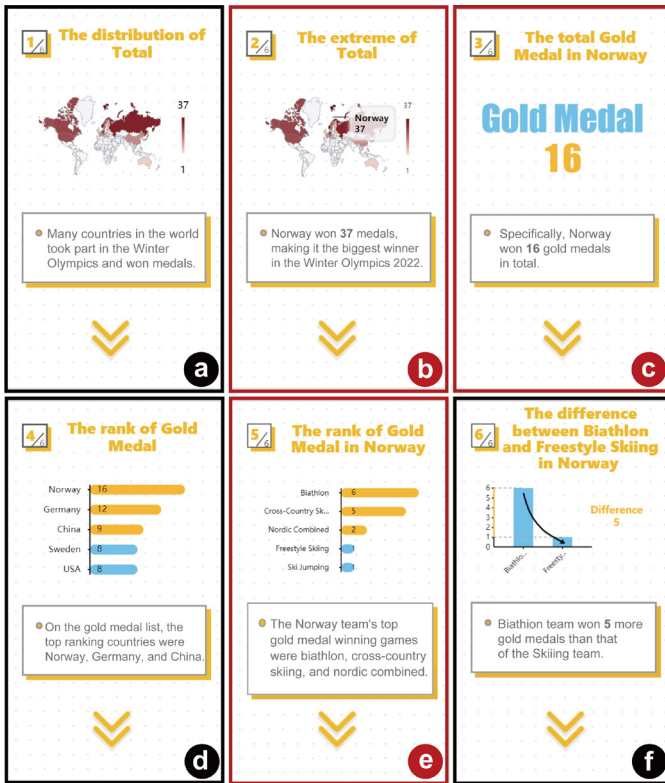 1/6
The distribution of
Total
37
1
Many countries in the world
took part in the Winter
Olympics and won medals.
a
2/6
The extreme of
Total
Norway
37
37
1
Norway won 37 medals,
making it the biggest winner
in the Winter Olympics 2022.
b
3/6
The total Gold
Medal in Norway
Gold Medal
16
Specifically, Norway
won 16 gold medals
in total.
c
4/6
The rank of Gold
Medal
Norway 16
Germany 12
China 9
Sweden 8
USA 8
On the gold medal list, the
top ranking countries were
Norway, Germany, and China.
d
5/6
The rank of Gold
Medal in Norway
Biathlon 6
Cross-Country Sk... 5
Nordic Combined 2
Freestyle Skiing 1
Ski Jumping 1
The Norway team's top
gold medal winning games
were biathlon, cross-country
skiing, and nordic combined.
e
6/6
The difference
between Biathlon
and Freestyle Skiing
in Norway
6
5
4
3
2
1
0
Biathlo...
Freesty...
Difference
5
Biathion team won 5 more
gold medals than that
of the Skiiing team.
f